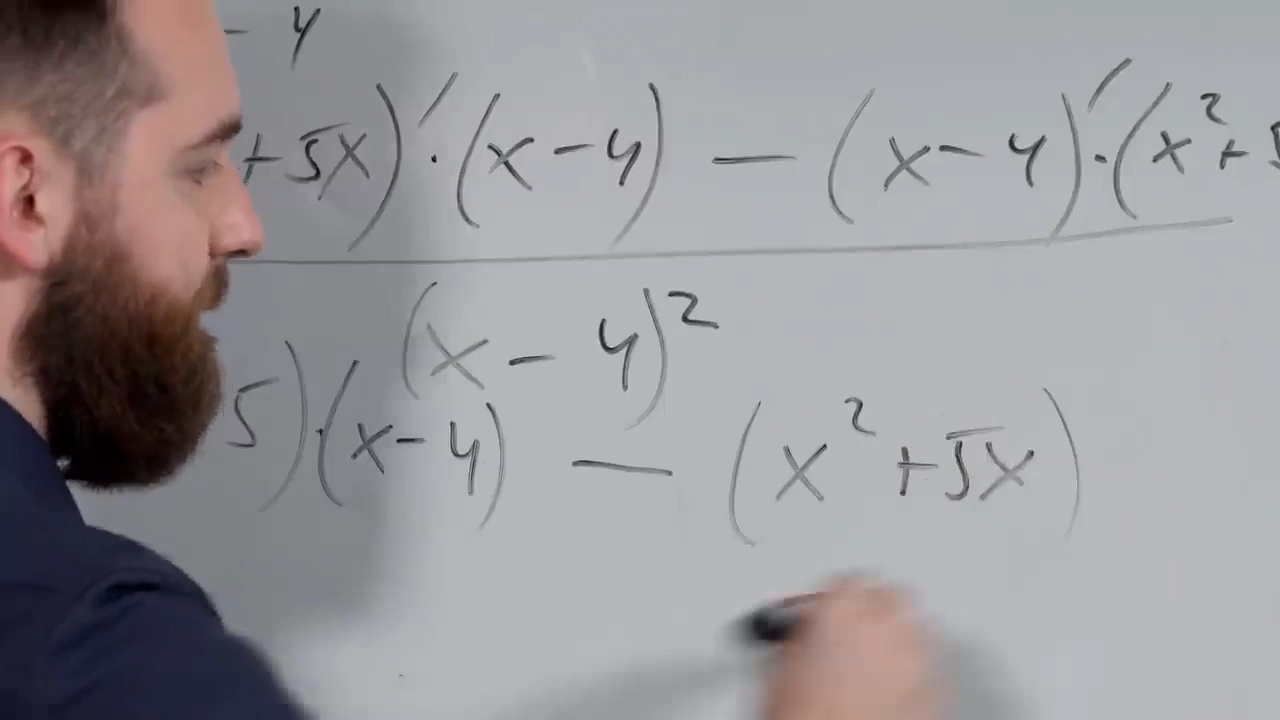 - 4
+5x)'·(x-4) - (x-4)'·(x²+5
(x - 4)²
5)·(x-4) - (x²+5x)